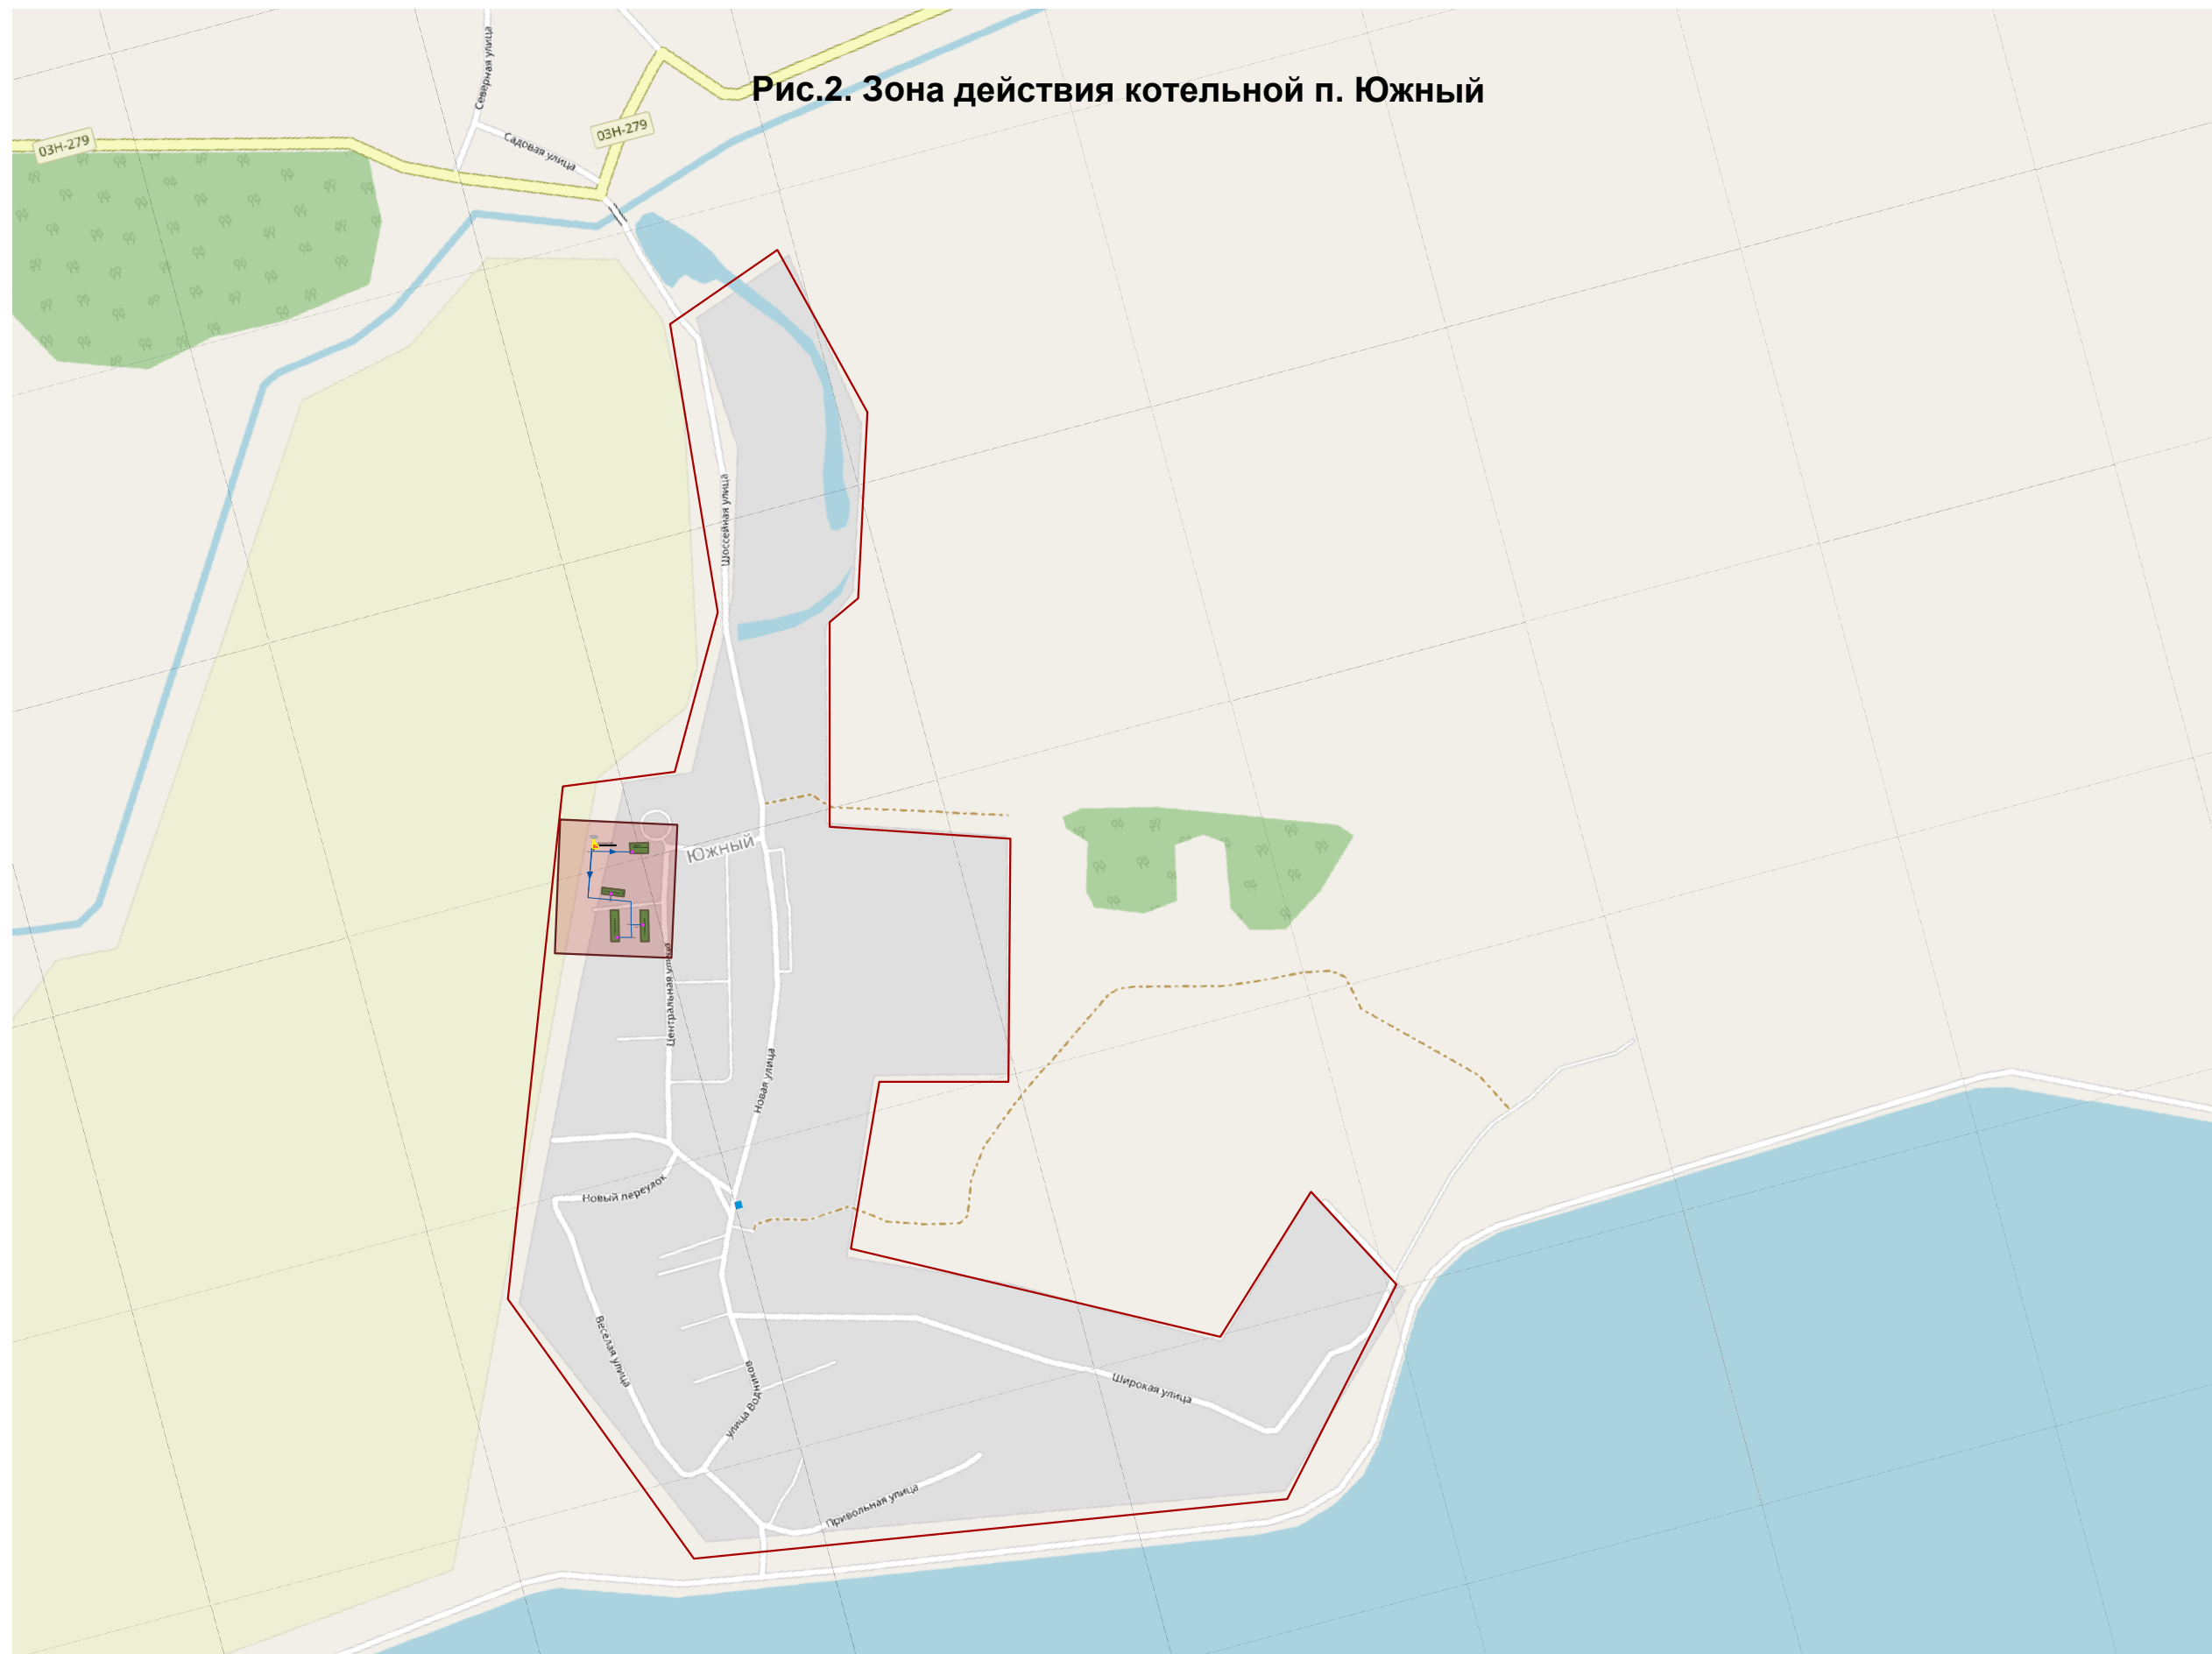 Северная улица
Рис.2. Зона действия котельной п. Южный
03Н-279
03Н-279
Садовая улица
Шоссейная улица
Южный
Центральная улица
Новая улица
Новый переулок
Весёлая улица
улица Водников
Широкая улица
Привольная улица